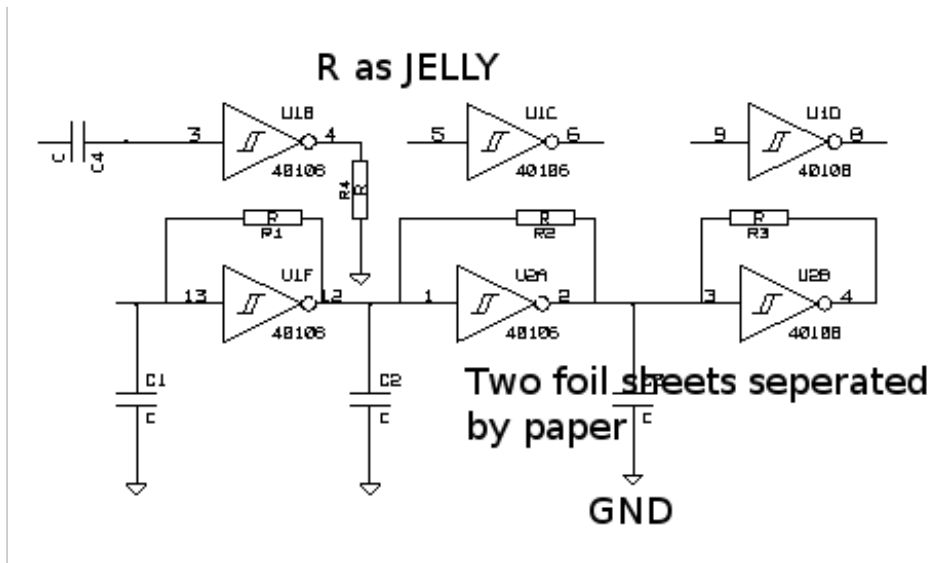 R as JELLY
U1B U1C U1D
3 4 5 6 9 8
C C4 40106 40106 40108
R4 R
R R R
R1 R2 R3
U1F U2A U2B
13 12 1 2 3 4
40106 40106 40108
C1 C2
Two foil sheets seperated
C C by paper C
GND